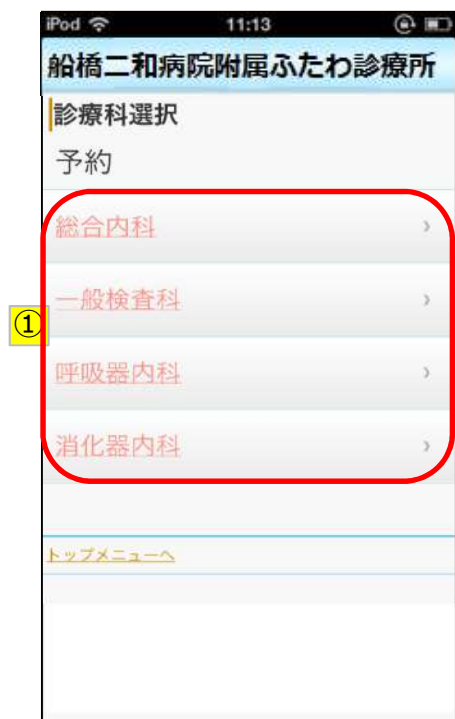 iPod 11:13
船橋二和病院附属ふたわ診療所
診療科選択
予約
総合内科
一般検査科
①
呼吸器内科
消化器内科
トップメニューへ